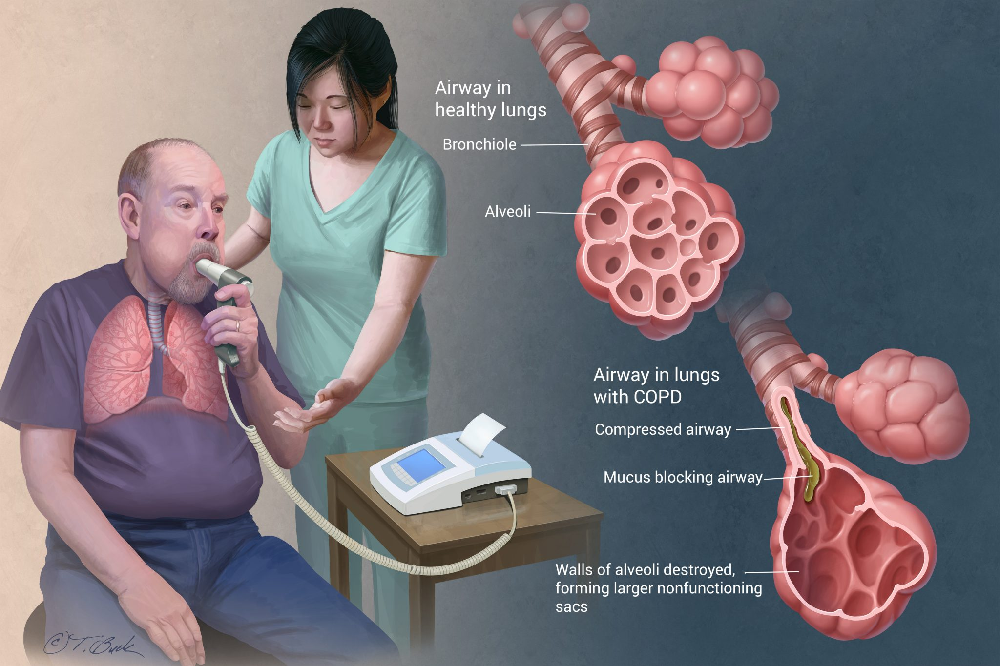 Airway in
healthy lungs
Bronchiole
Alveoli
Airway in lungs
with COPD
Compressed airway
Mucus blocking airway
Walls of alveoli destroyed,
forming larger nonfunctioning
sacs
© T. Buck